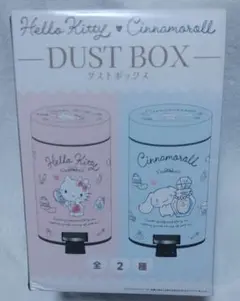 Hello Kitty ♥ Cinnamoroll
DUST BOX
ダストボックス
Hello Kitty
Cinnamoroll
全2種